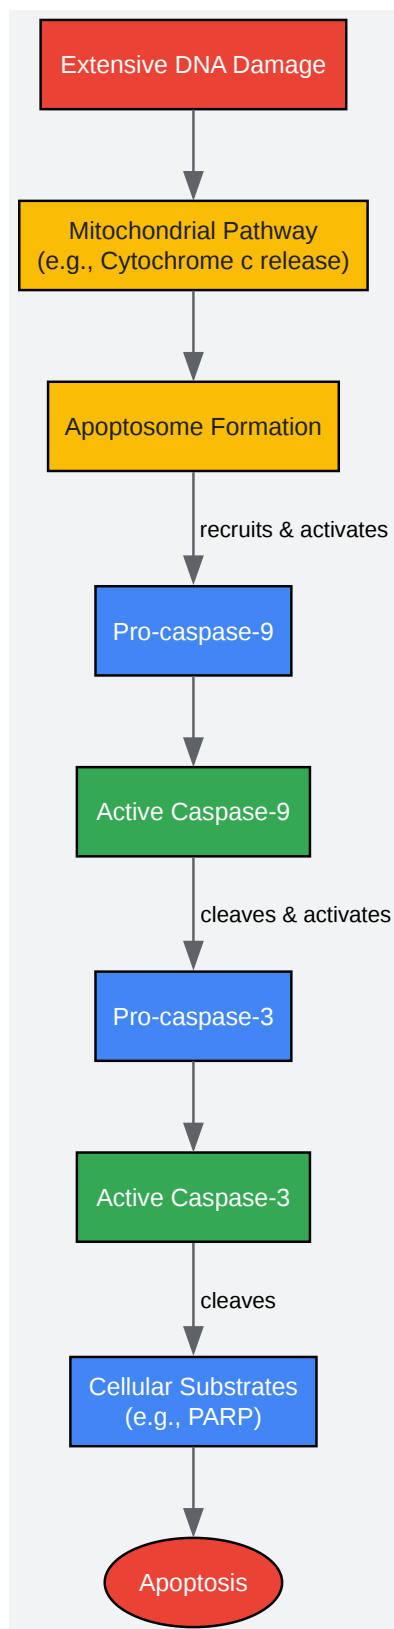 Extensive DNA Damage
Mitochondrial Pathway
(e.g., Cytochrome c release)
Apoptosome Formation
recruits & activates
Pro-caspase-9
Active Caspase-9
cleaves & activates
Pro-caspase-3
Active Caspase-3
cleaves
Cellular Substrates
(e.g., PARP)
Apoptosis